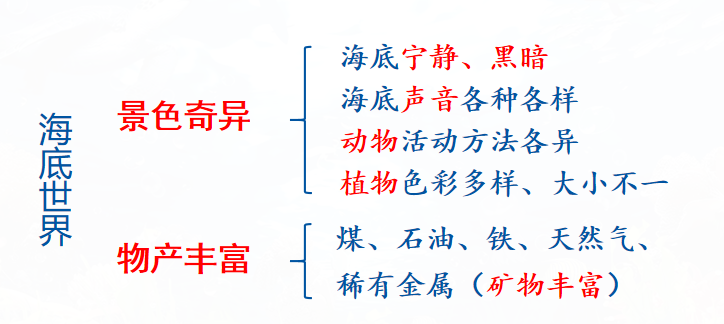 海底世界
景色奇异
海底宁静、黑暗
海底声音各种各样
动物活动方法各异
植物色彩多样、大小不一
物产丰富
煤、石油、铁、天然气、
稀有金属（矿物丰富）